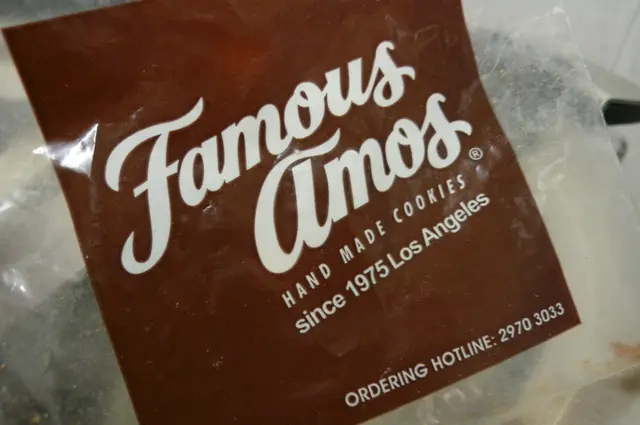 Famous
Amos®
HAND MADE COOKIES
since 1975 Los Angeles
ORDERING HOTLINE: 2970 3033